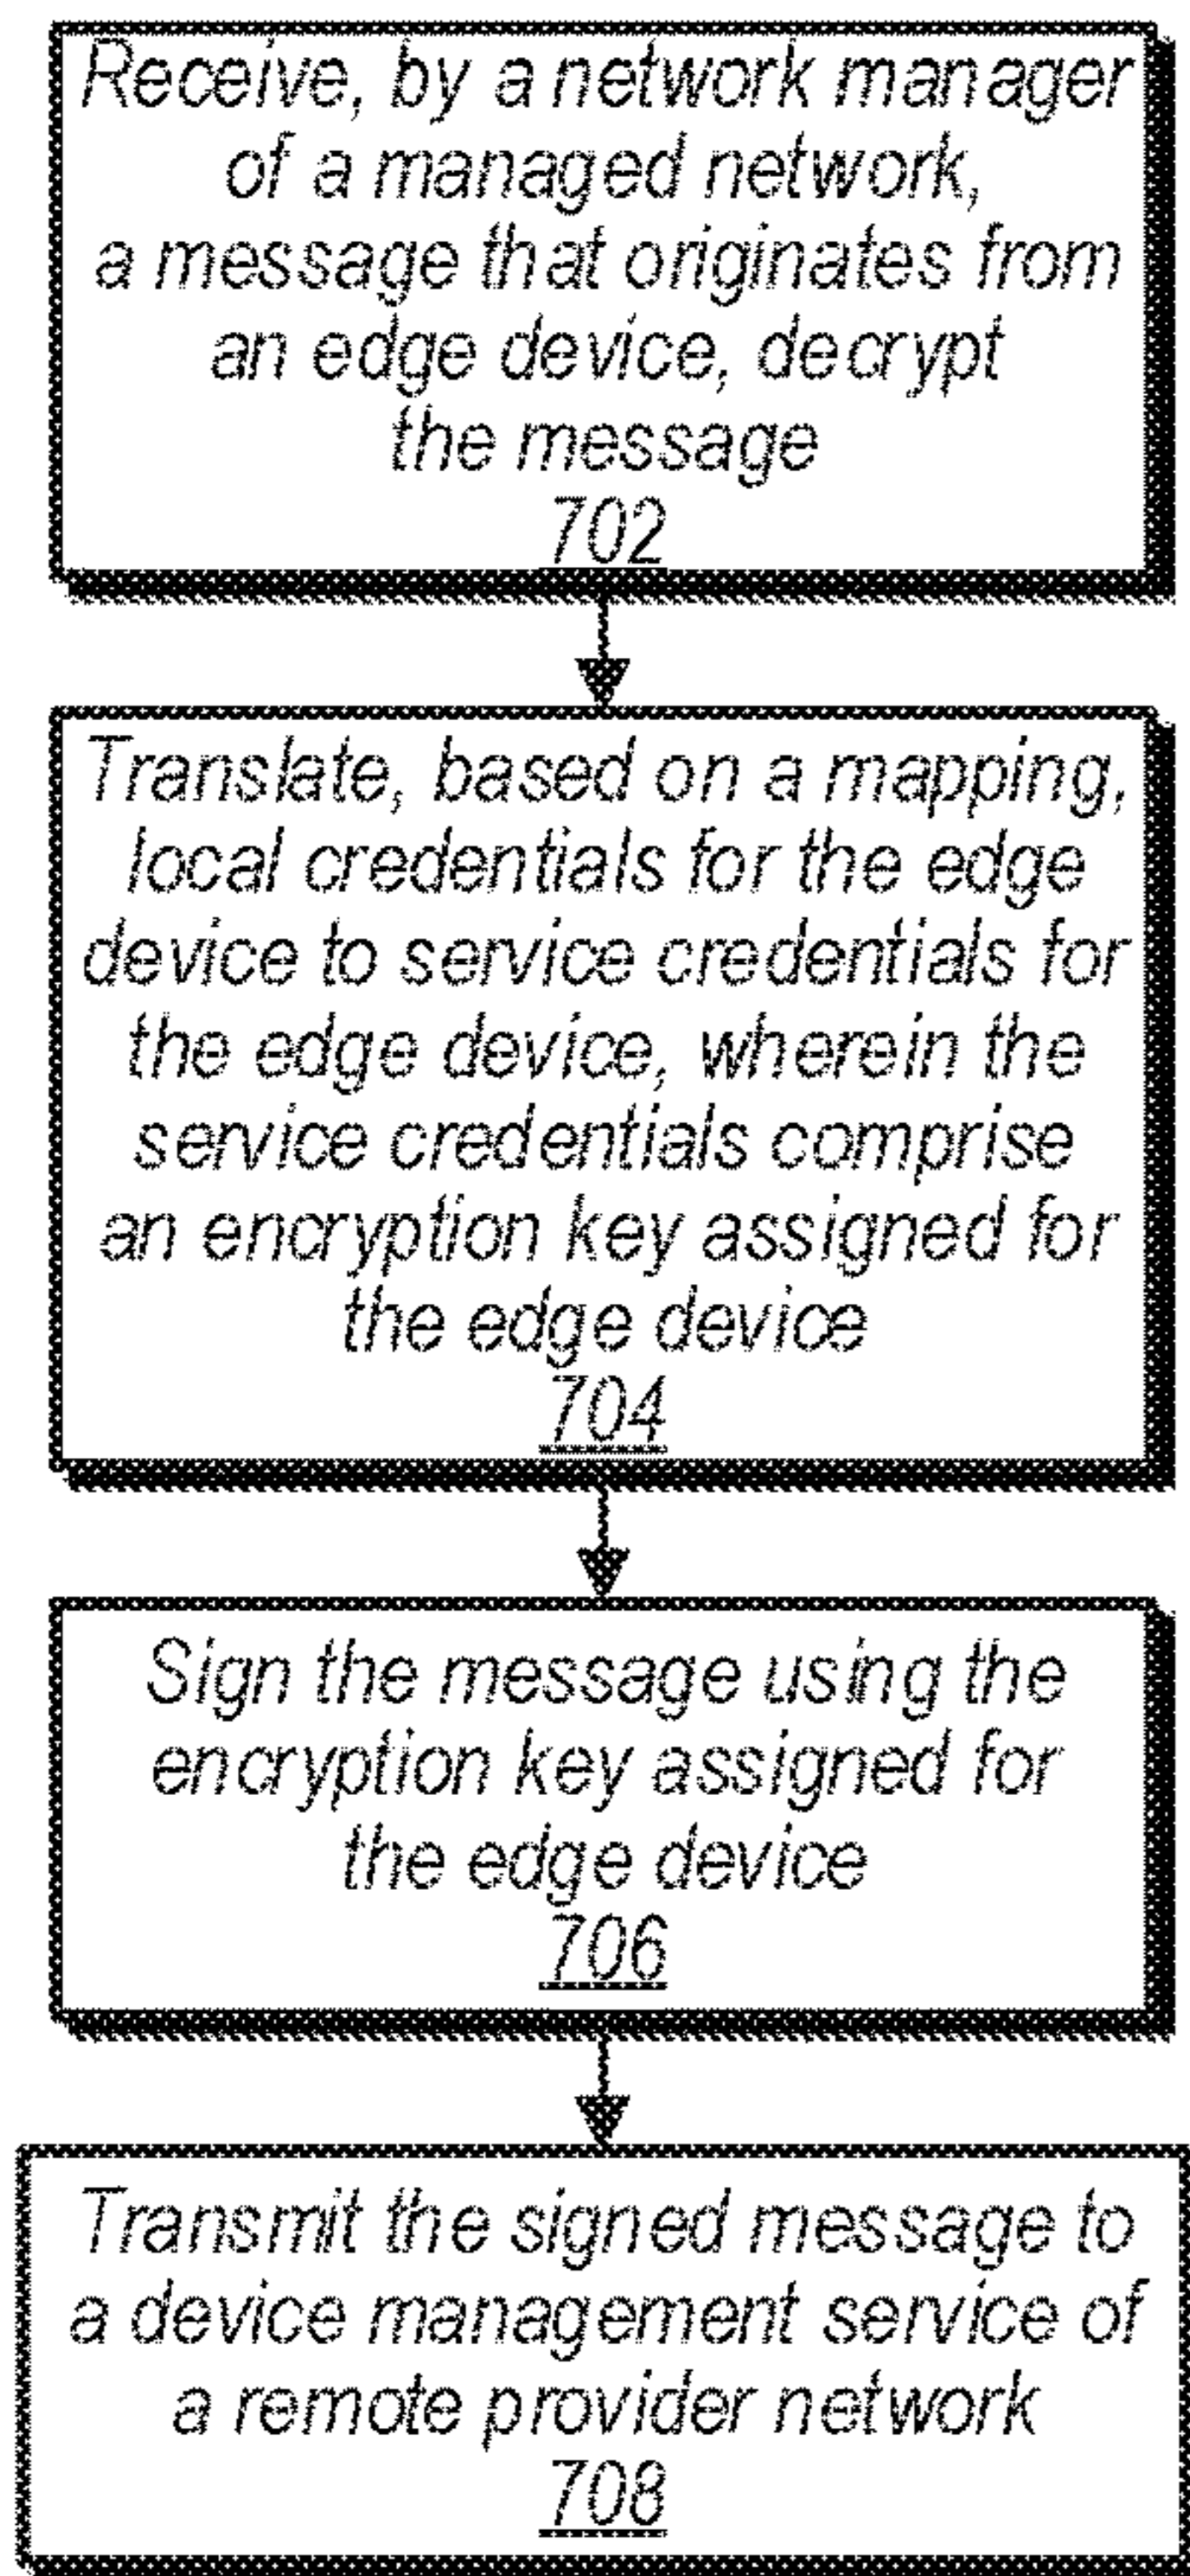 Receive, by a network manager
of a managed network,
a message that originates from
an edge device, decrypt
the message
702
Translate, based on a mapping,
local credentials for the edge
device to service credentials for
the edge device, wherein the
service credentials comprise
an encryption key assigned for
the edge device
704
Sign the message using the
encryption key assigned for
the edge device
706
Transmit the signed message to
a device management service of
a remote provider network
708